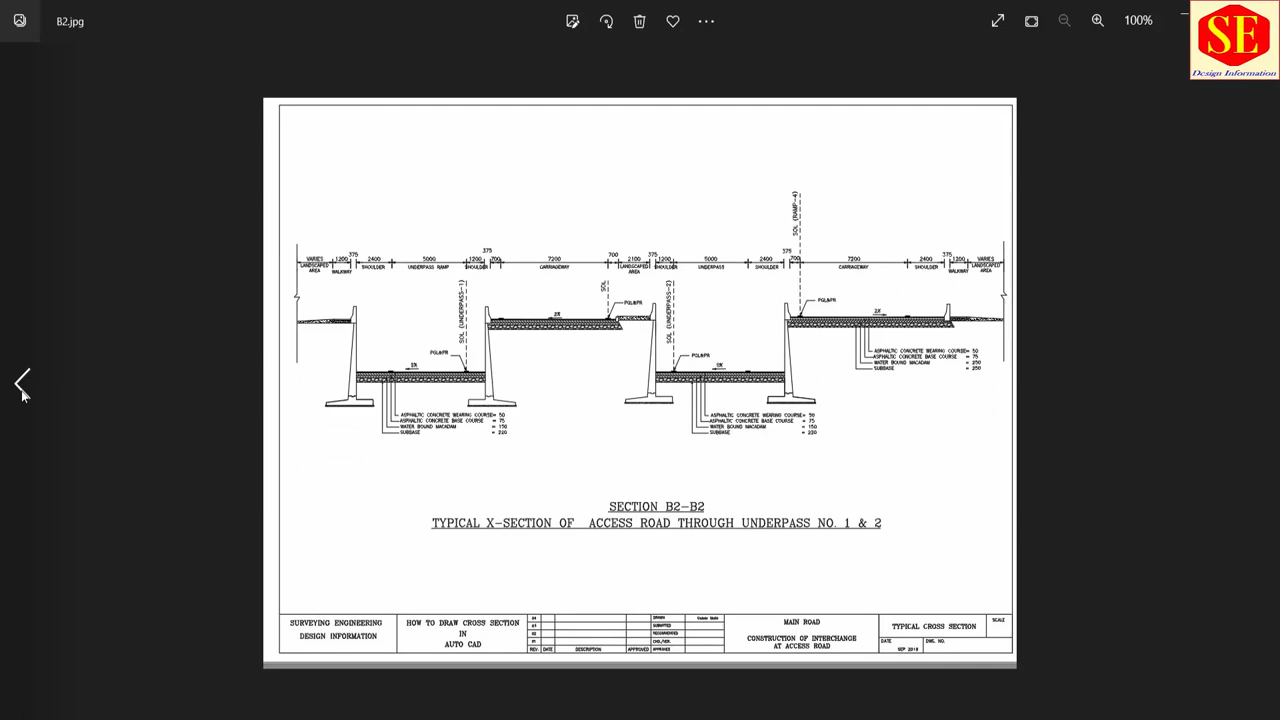 B2.jpg
100%
SE
Design Information
SOL (RAMP-4)
375 375 375 375 375
VARIES 1200 2400 5000 1200 700 7200 700 2100 1200 5000 2400 700 7200 2400 1200 VARIES
LANDSCAPED AREA WALKWAY SHOULDER UNDERPASS RAMP SHOULDER CARRIAGEWAY LANDSCAPED AREA SHOULDER UNDERPASS SHOULDER CARRIAGEWAY SHOULDER WALKWAY LANDSCAPED AREA
SOL (UNDERPASS-1)
SOL
SOL (UNDERPASS-2)
PGL&PR
PGL&PR
2%
2%
PGL&PR
PGL&PR
ASPHALTIC CONCRETE WEARING COURSE= 50
ASPHALTIC CONCRETE BASE COURSE = 75
WATER BOUND MACADAM = 250
SUBBASE = 250
ASPHALTIC CONCRETE WEARING COURSE= 50
ASPHALTIC CONCRETE BASE COURSE = 75
WATER BOUND MACADAM = 150
SUBBASE = 220
ASPHALTIC CONCRETE WEARING COURSE= 50
ASPHALTIC CONCRETE BASE COURSE = 75
WATER BOUND MACADAM = 150
SUBBASE = 220
SECTION B2-B2
TYPICAL X-SECTION OF ACCESS ROAD THROUGH UNDERPASS NO. 1 & 2
SURVEYING ENGINEERING
DESIGN INFORMATION
HOW TO DRAW CROSS SECTION
IN
AUTO CAD
REV. DATE DESCRIPTION APPROVED
DRAWN
SUBMITTED
RECOMMENDED
CHD./VER.
APPROVED
MAIN ROAD
CONSTRUCTION OF INTERCHANGE
AT ACCESS ROAD
TYPICAL CROSS SECTION
SCALE
DATE
SEP 2018
DWG. NO.